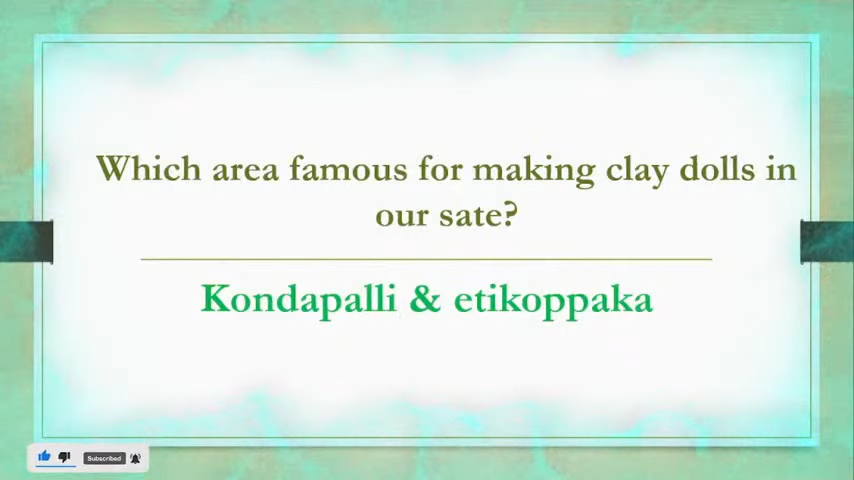 Which area famous for making clay dolls in
our sate?
Kondapalli & etikoppaka
Subscribed